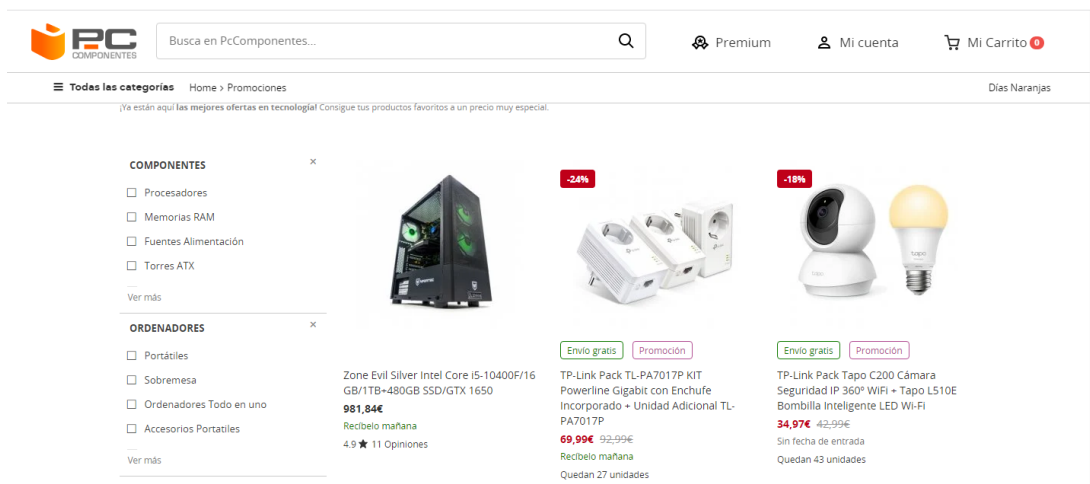 PC
COMPONENTES
Busca en PcComponentes...
Premium
Mi cuenta
Mi Carrito 0
Todas las categorías
Home > Promociones
Días Naranjas
¡Ya están aquí las mejores ofertas en tecnología! Consigue tus productos favoritos a un precio muy especial.
COMPONENTES ×
Procesadores
Memorias RAM
Fuentes Alimentación
Torres ATX
Ver más
ORDENADORES ×
Portátiles
Sobremesa
Ordenadores Todo en uno
Accesorios Portatiles
Ver más
Zone Evil Silver Intel Core i5-10400F/16
GB/1TB+480GB SSD/GTX 1650
981,84€
Recíbelo mañana
4.9 ★ 11 Opiniones
-24%
Envío gratis
Promoción
TP-Link Pack TL-PA7017P KIT
Powerline Gigabit con Enchufe
Incorporado + Unidad Adicional TL-
PA7017P
69,99€ 92,99€
Recíbelo mañana
Quedan 27 unidades
-18%
tapo
tapo
Envío gratis
Promoción
TP-Link Pack Tapo C200 Cámara
Seguridad IP 360º WiFi + Tapo L510E
Bombilla Inteligente LED Wi-Fi
34,97€ 42,99€
Sin fecha de entrada
Quedan 43 unidades